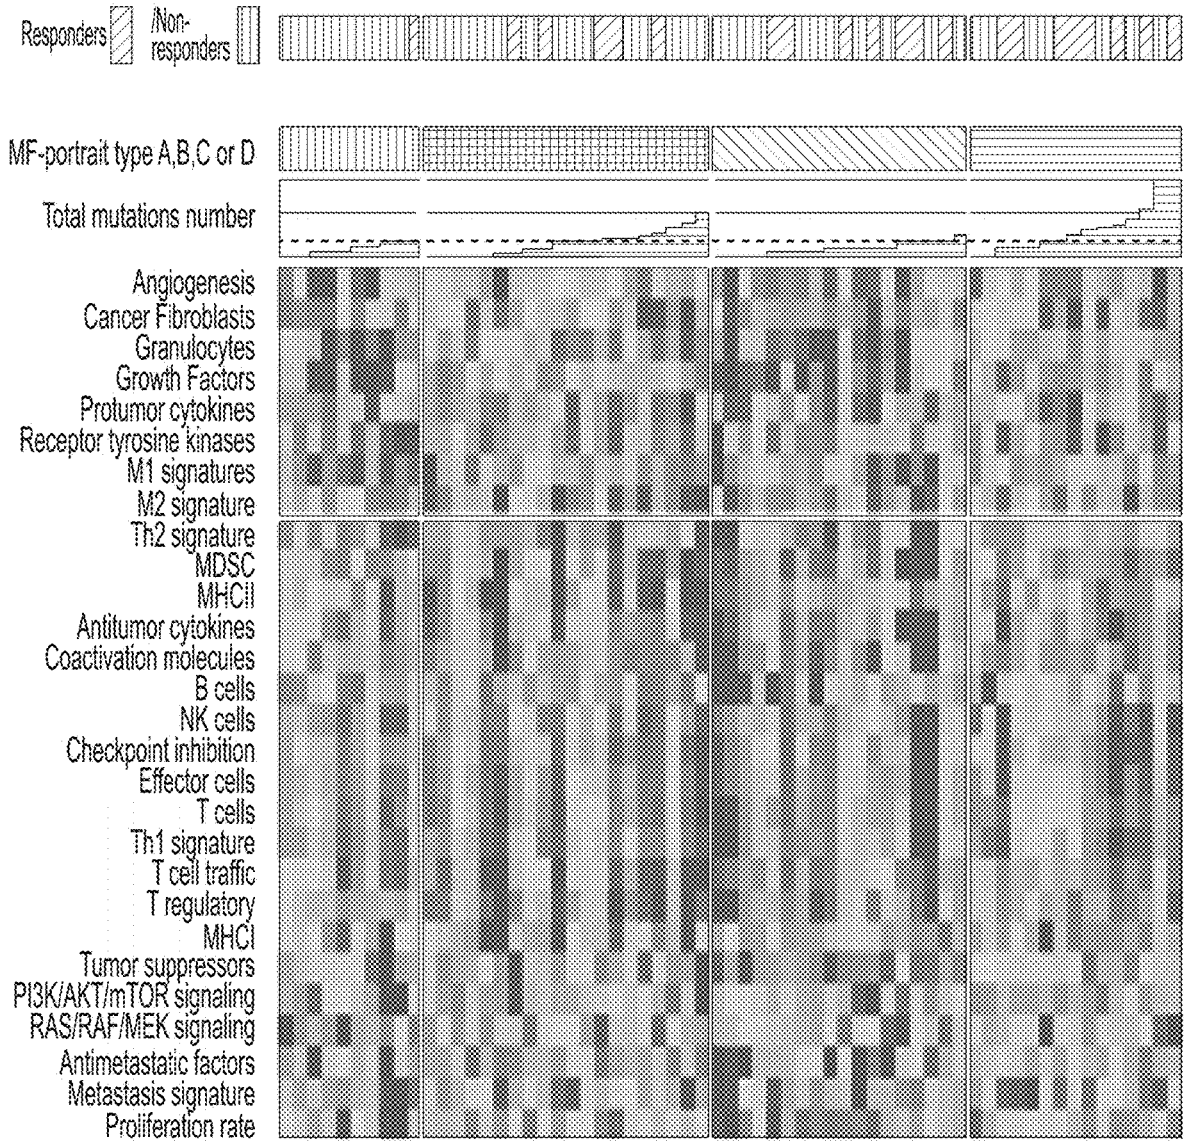 Responders /Non-
responders
MF-portrait type A,B,C or D
Total mutations number
Angiogenesis
Cancer Fibroblasts
Granulocytes
Growth Factors
Protumor cytokines
Receptor tyrosine kinases
M1 signatures
M2 signature
Th2 signature
MDSC
MHCII
Antitumor cytokines
Coactivation molecules
B cells
NK cells
Checkpoint inhibition
Effector cells
T cells
Th1 signature
T cell traffic
T regulatory
MHCI
Tumor suppressors
PI3K/AKT/mTOR signaling
RAS/RAF/MEK signaling
Antimetastatic factors
Metastasis signature
Proliferation rate